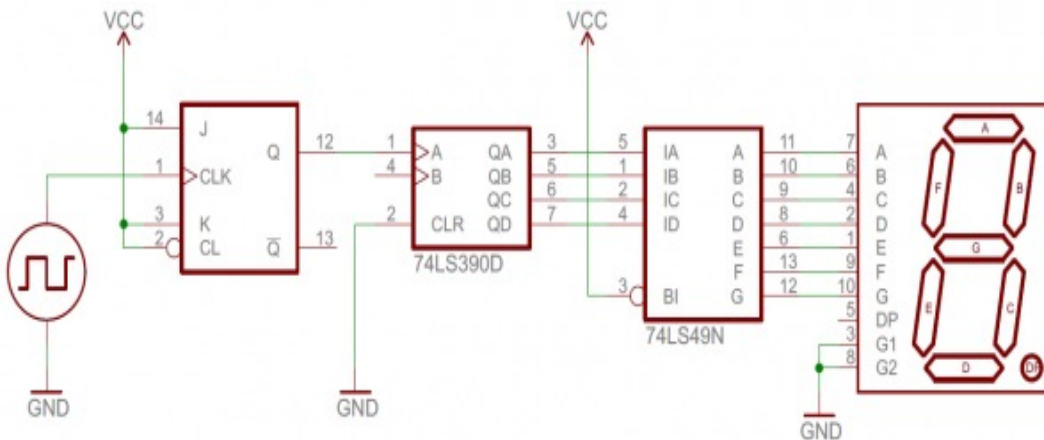 VCC
VCC
14 J
Q 12
1 CLK
3 K
2 CL
Q 13
1 A QA 3
4 B QB 5
QC 6
2 CLR QD 7
74LS390D
5 IA A 11
1 IB B 10
2 IC C 9
4 ID D 8
E 6
F 13
3 BI G 12
74LS49N
7 A
6 B
4 C
2 D
1 E
9 F
10 G
5 DP
3 G1
8 G2
A
F B
G
E C
D DP
GND
GND
GND